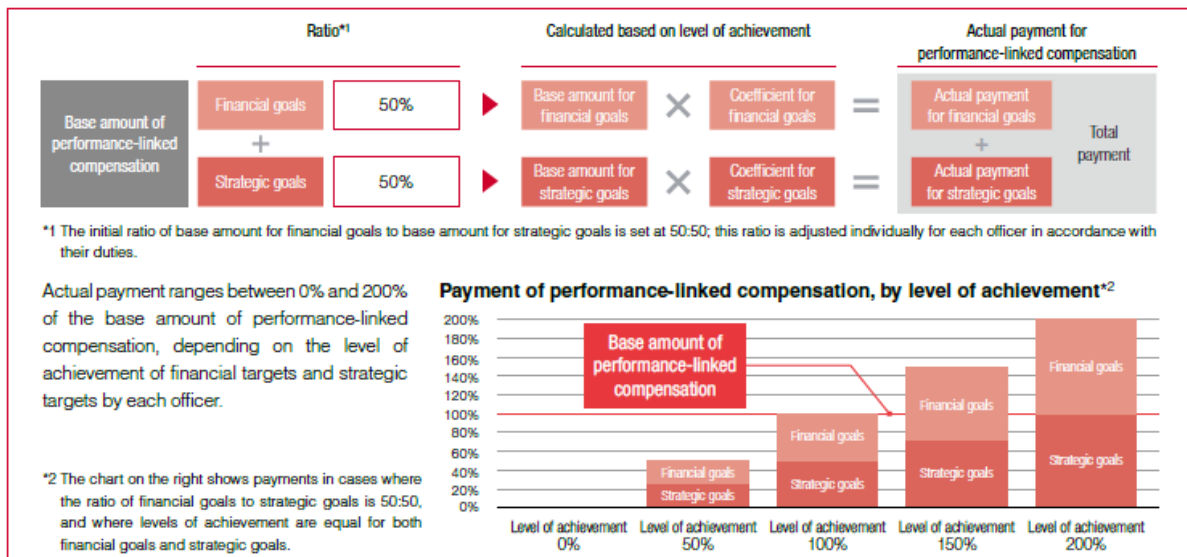 Ratio*1
Calculated based on level of achievement
Actual payment for
performance-linked compensation
Base amount of
performance-linked
compensation
Financial goals
50%
Base amount for
financial goals
×
Coefficient for
financial goals
=
Actual payment
for financial goals
+
+
Total
payment
Strategic goals
50%
Base amount for
strategic goals
×
Coefficient for
strategic goals
=
Actual payment
for strategic goals
*1 The initial ratio of base amount for financial goals to base amount for strategic goals is set at 50:50; this ratio is adjusted individually for each officer in accordance with
their duties.
Actual payment ranges between 0% and 200%
of the base amount of performance-linked
compensation, depending on the level of
achievement of financial targets and strategic
targets by each officer.
*2 The chart on the right shows payments in cases where
the ratio of financial goals to strategic goals is 50:50,
and where levels of achievement are equal for both
financial goals and strategic goals.
Payment of performance-linked compensation, by level of achievement*2
200%
180%
160%
140%
120%
100%
80%
60%
40%
20%
0%
Base amount of
performance-linked
compensation
Financial goals
Strategic goals
Financial goals
Strategic goals
Financial goals
Strategic goals
Financial goals
Strategic goals
Level of achievement
0%
Level of achievement
50%
Level of achievement
100%
Level of achievement
150%
Level of achievement
200%